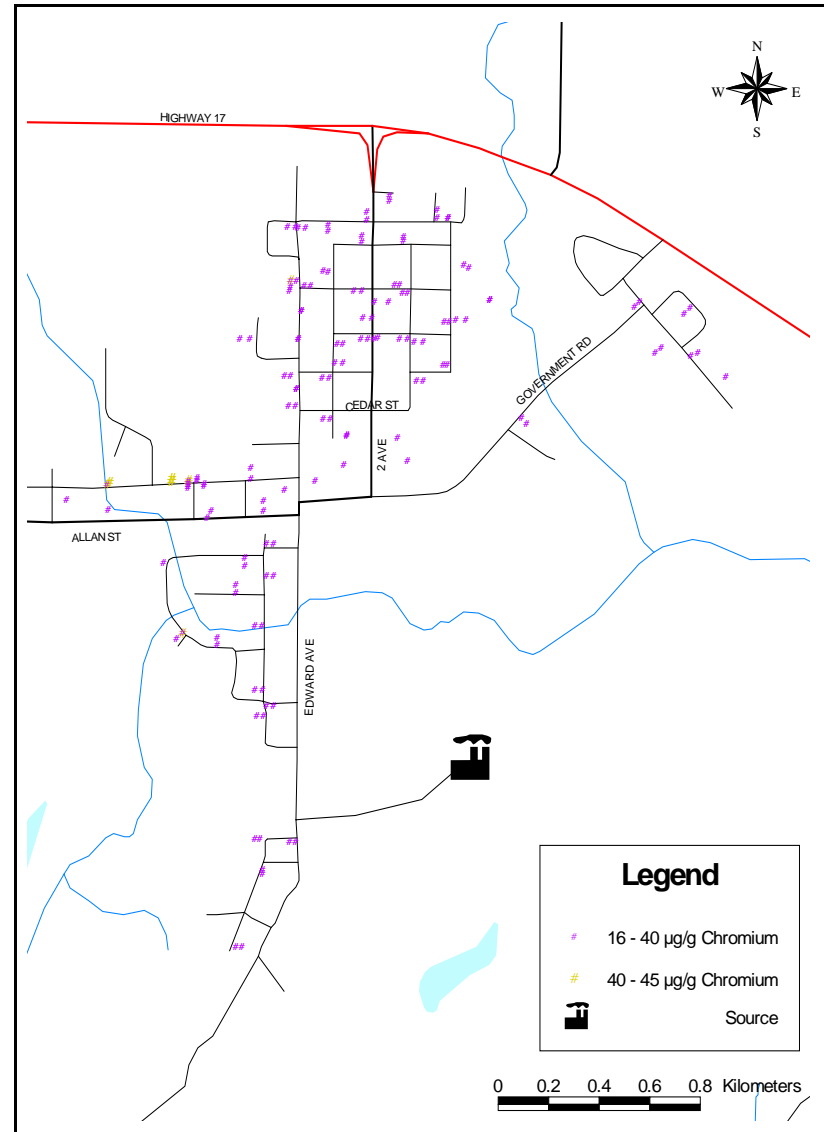 N
W E
S
HIGHWAY 17
GOVERNMENT RD
CEDAR ST
2 AVE
ALLAN ST
EDWARD AVE
Legend
# 16 - 40 µg/g Chromium
# 40 - 45 µg/g Chromium
Source
0 0.2 0.4 0.6 0.8 Kilometers